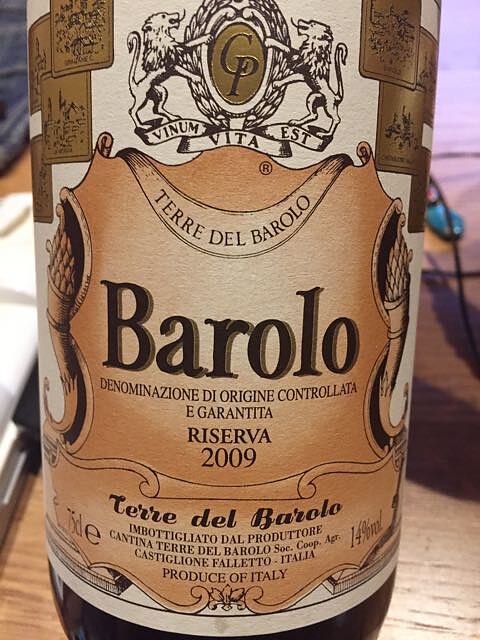 GP
VINUM VITA EST
®
TERRE DEL BAROLO
Barolo
DENOMINAZIONE DI ORIGINE CONTROLLATA
E GARANTITA
RISERVA
2009
Terre del Barolo
75cl e
IMBOTTIGLIATO DAL PRODUTTORE
CANTINA TERRE DEL BAROLO Soc. Coop. Agr.
14%vol.
CASTIGLIONE FALLETTO - ITALIA
PRODUCE OF ITALY